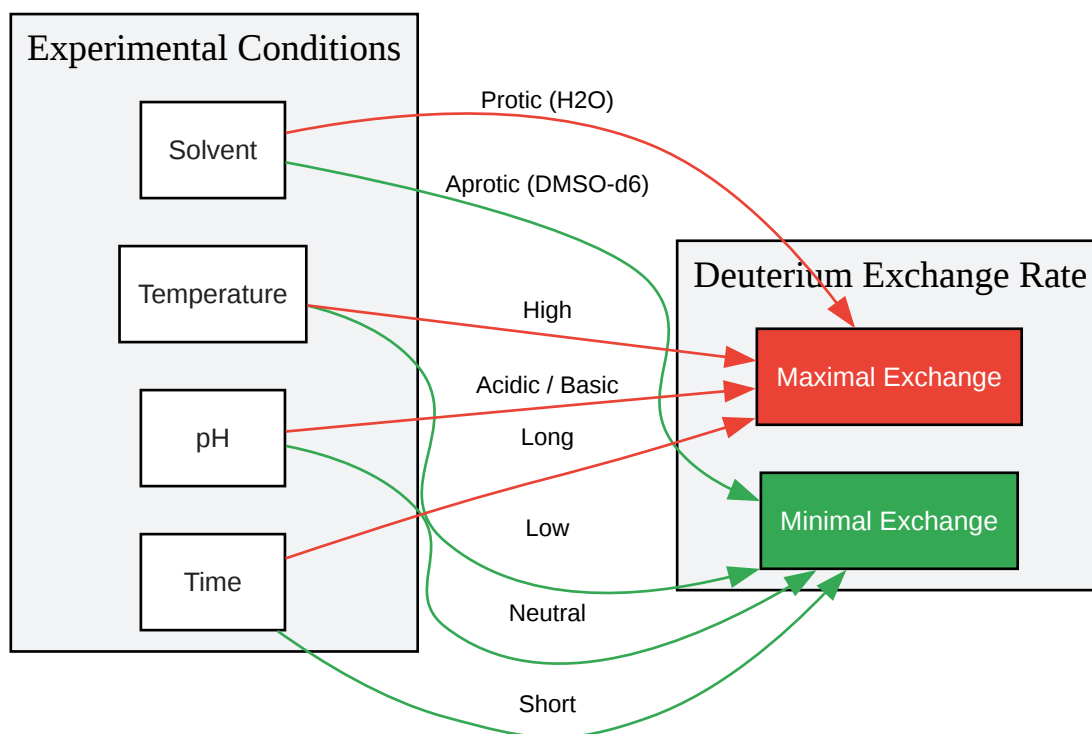 Experimental Conditions
Solvent
Temperature
pH
Time
Protic (H2O)
Aprotic (DMSO-d6)
High
Acidic / Basic
Long
Low
Neutral
Short
Deuterium Exchange Rate
Maximal Exchange
Minimal Exchange